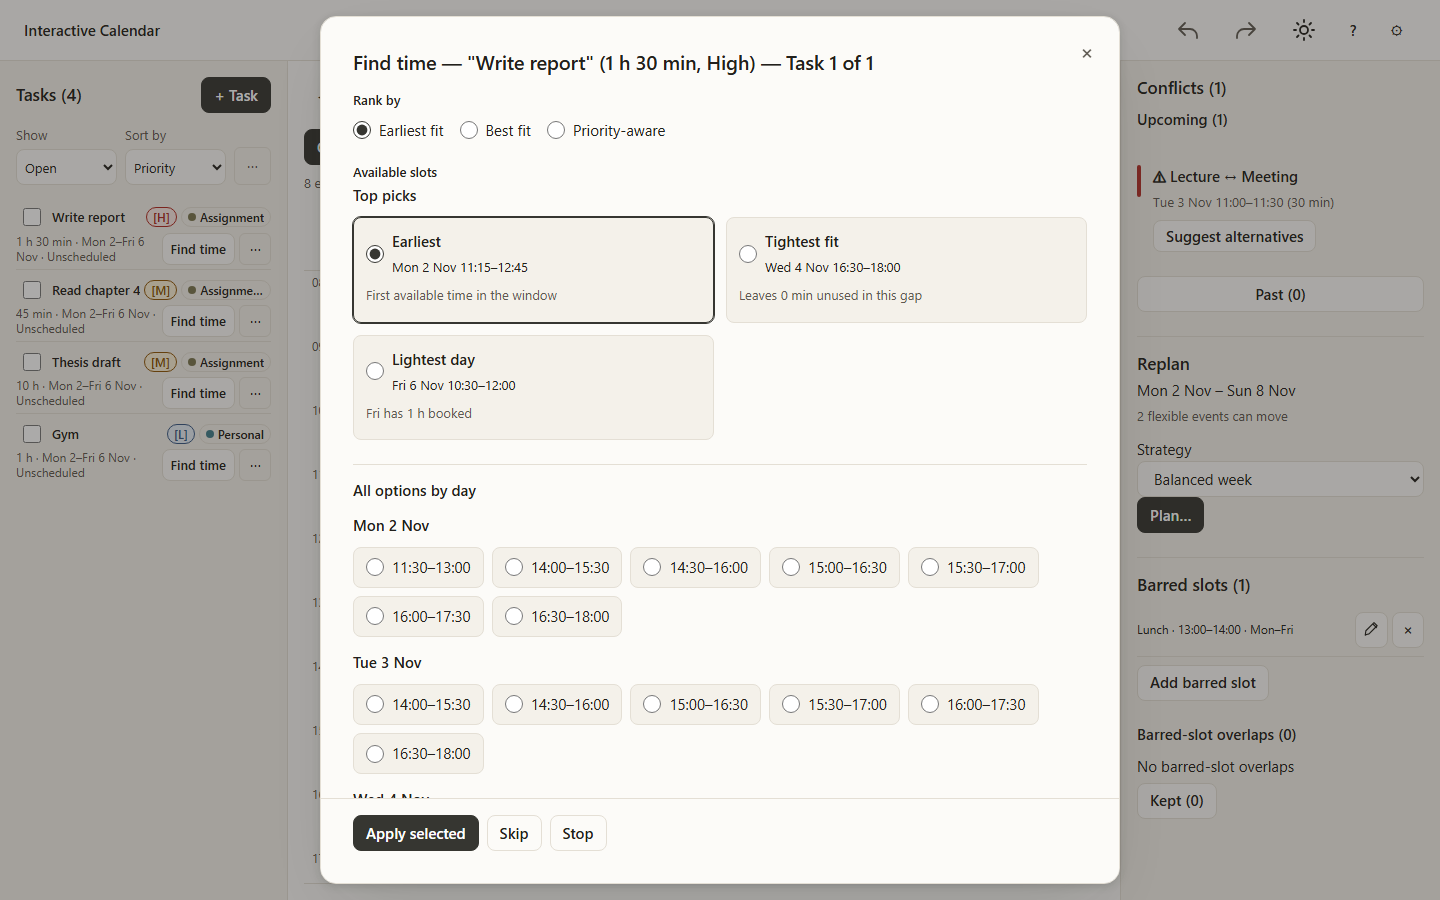 Interactive Calendar
?
Tasks (4)
+ Task
Show
Sort by
Open
Priority
...
Write report
[H]
Assignment
1 h 30 min · Mon 2–Fri 6
Nov · Unscheduled
Find time
...
Read chapter 4
[M]
Assignme...
45 min · Mon 2–Fri 6 Nov ·
Unscheduled
Find time
...
Thesis draft
[M]
Assignment
10 h · Mon 2–Fri 6 Nov ·
Unscheduled
Find time
...
Gym
[L]
Personal
1 h · Mon 2–Fri 6 Nov ·
Unscheduled
Find time
...
8 e
Find time — "Write report" (1 h 30 min, High) — Task 1 of 1
×
Rank by
Earliest fit
Best fit
Priority-aware
Available slots
Top picks
Earliest
Mon 2 Nov 11:15–12:45
First available time in the window
Tightest fit
Wed 4 Nov 16:30–18:00
Leaves 0 min unused in this gap
Lightest day
Fri 6 Nov 10:30–12:00
Fri has 1 h booked
All options by day
Mon 2 Nov
11:30–13:00
14:00–15:30
14:30–16:00
15:00–16:30
15:30–17:00
16:00–17:30
16:30–18:00
Tue 3 Nov
14:00–15:30
14:30–16:00
15:00–16:30
15:30–17:00
16:00–17:30
16:30–18:00
Wed 4 Nov
Apply selected
Skip
Stop
Conflicts (1)
Upcoming (1)
⚠ Lecture ↔ Meeting
Tue 3 Nov 11:00–11:30 (30 min)
Suggest alternatives
Past (0)
Replan
Mon 2 Nov – Sun 8 Nov
2 flexible events can move
Strategy
Balanced week
Plan...
Barred slots (1)
Lunch · 13:00–14:00 · Mon–Fri
×
Add barred slot
Barred-slot overlaps (0)
No barred-slot overlaps
Kept (0)